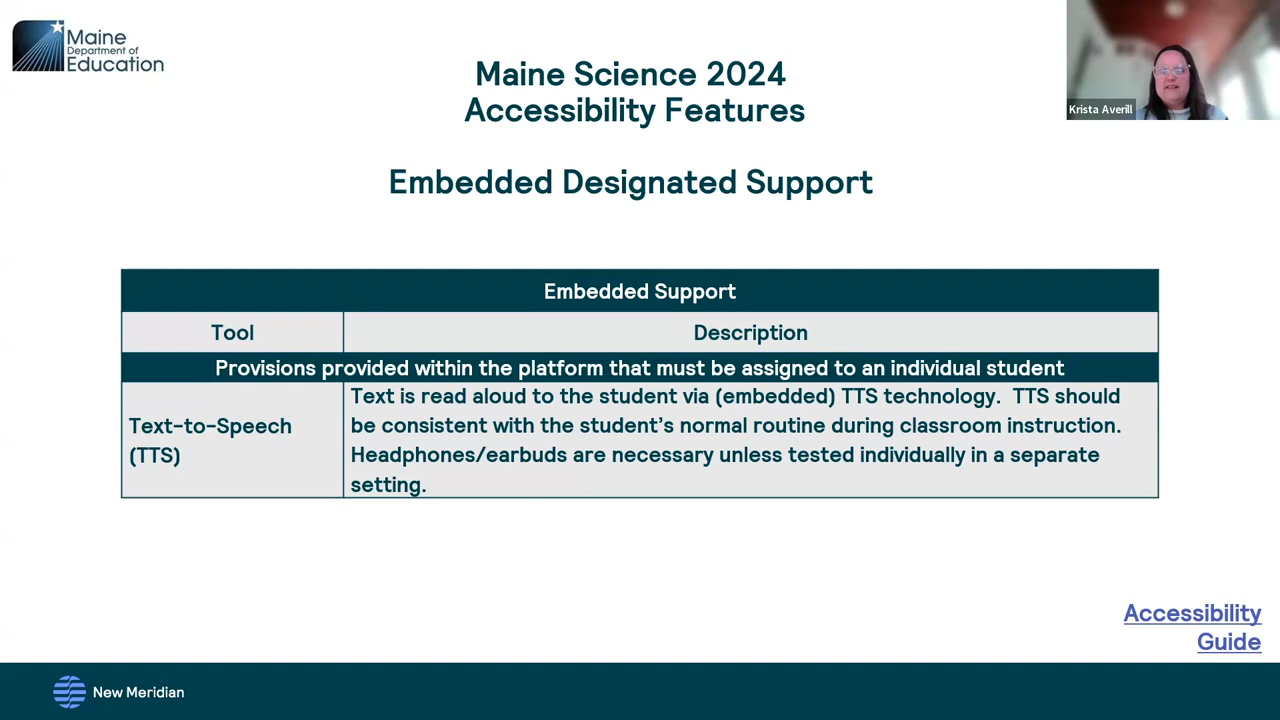 Maine
Department of
Education
Krista Averill
Maine Science 2024
Accessibility Features
Embedded Designated Support
Embedded Support
Tool Description
Provisions provided within the platform that must be assigned to an individual student
Text-to-Speech
(TTS)
Text is read aloud to the student via (embedded) TTS technology.  TTS should
be consistent with the student’s normal routine during classroom instruction.
Headphones/earbuds are necessary unless tested individually in a separate
setting.
Accessibility
Guide
New Meridian